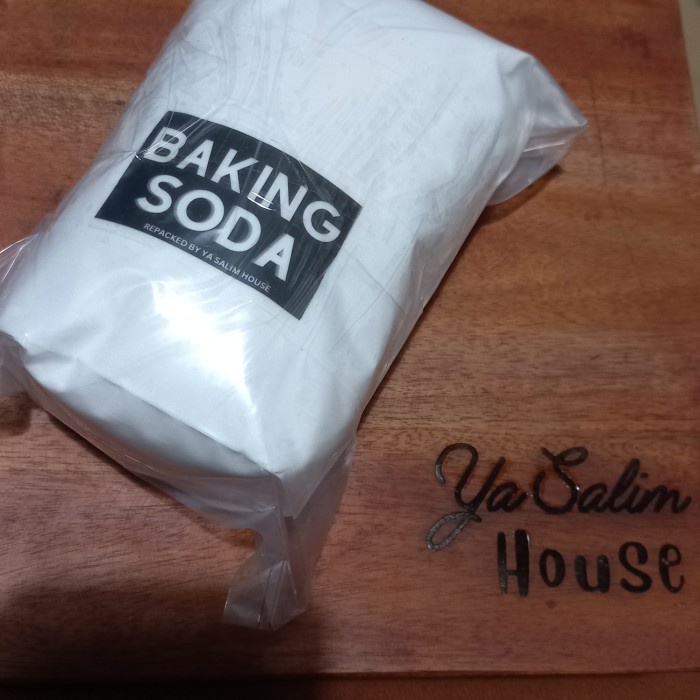 BAKING
SODA
REPACKED BY YA SALIM HOUSE
Ya Salim
House